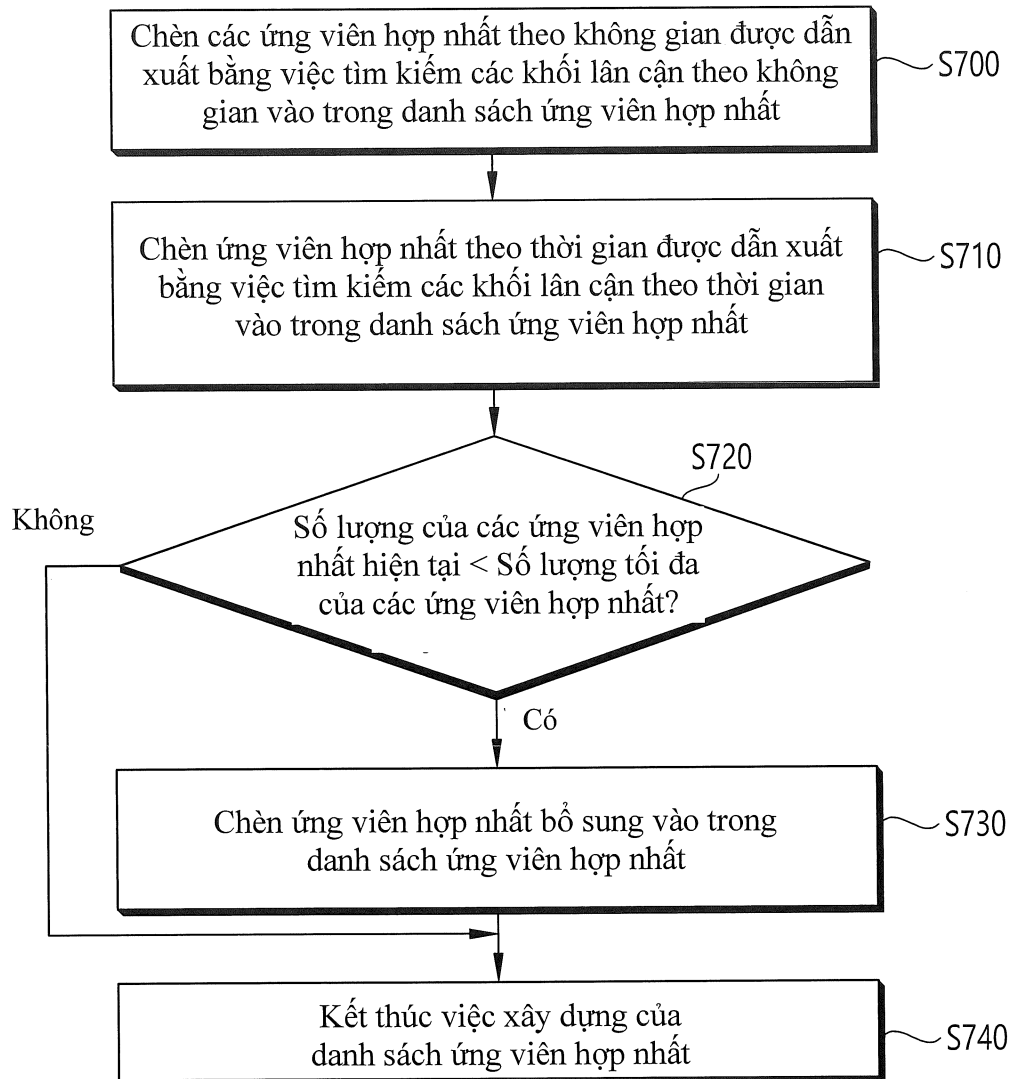 Chèn các ứng viên hợp nhất theo không gian được dẫn
xuất bằng việc tìm kiếm các khối lân cận theo không
gian vào trong danh sách ứng viên hợp nhất
S700
Chèn ứng viên hợp nhất theo thời gian được dẫn xuất
bằng việc tìm kiếm các khối lân cận theo thời gian
vào trong danh sách ứng viên hợp nhất
S710
S720
Không
Số lượng của các ứng viên hợp
nhất hiện tại < Số lượng tối đa
của các ứng viên hợp nhất?
Có
Chèn ứng viên hợp nhất bổ sung vào trong
danh sách ứng viên hợp nhất
S730
Kết thúc việc xây dựng của
danh sách ứng viên hợp nhất
S740